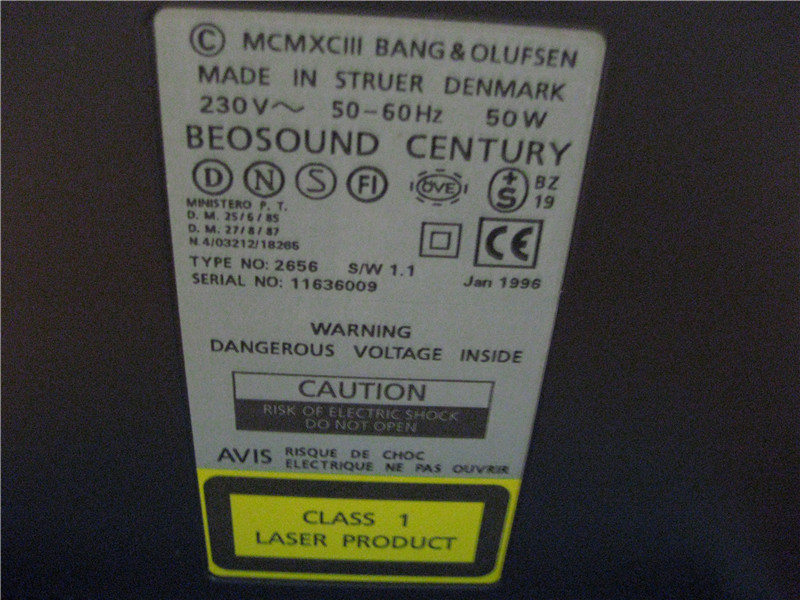 © MCMXCIII BANG & OLUFSEN
MADE IN STRUER DENMARK
230V~ 50-60Hz 50W
BEOSOUND CENTURY
D N S FI ÖVE +S BZ 19
MINISTERO P. T.
D. M. 25/6/85
D. M. 27/8/87
N.4/03212/18265
CE
TYPE NO: 2656 S/W 1.1
SERIAL NO: 11636009 Jan 1996
WARNING
DANGEROUS VOLTAGE INSIDE
CAUTION
RISK OF ELECTRIC SHOCK
DO NOT OPEN
AVIS RISQUE DE CHOC
ELECTRIQUE NE PAS OUVRIR
CLASS 1
LASER PRODUCT